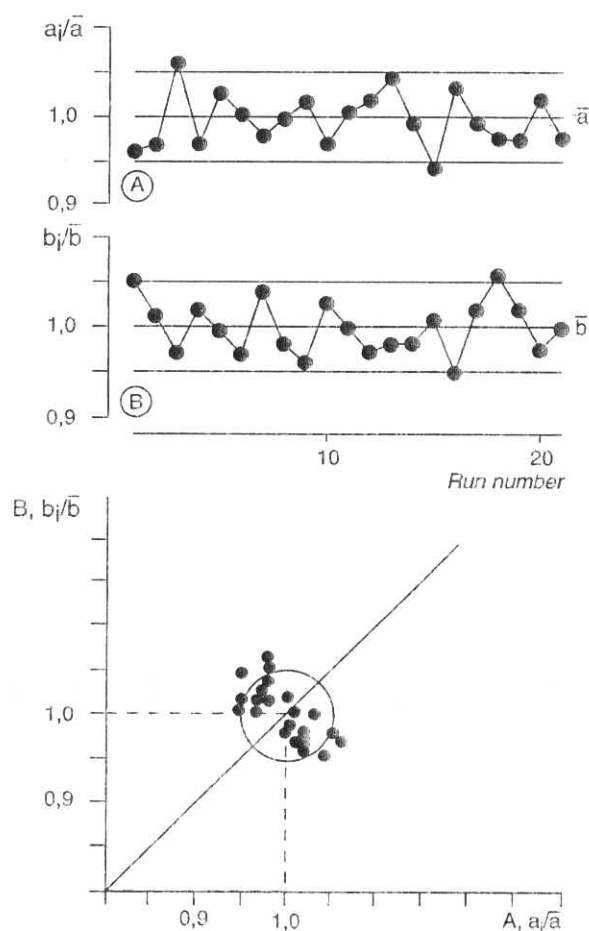 ai/a̅
1,0
a̅
0,9
A
bi/b̅
1,0
b̅
0,9
B
10 20
Run number
B, bi/b̅
1,0
0,9
0,9 1,0 A, ai/a̅